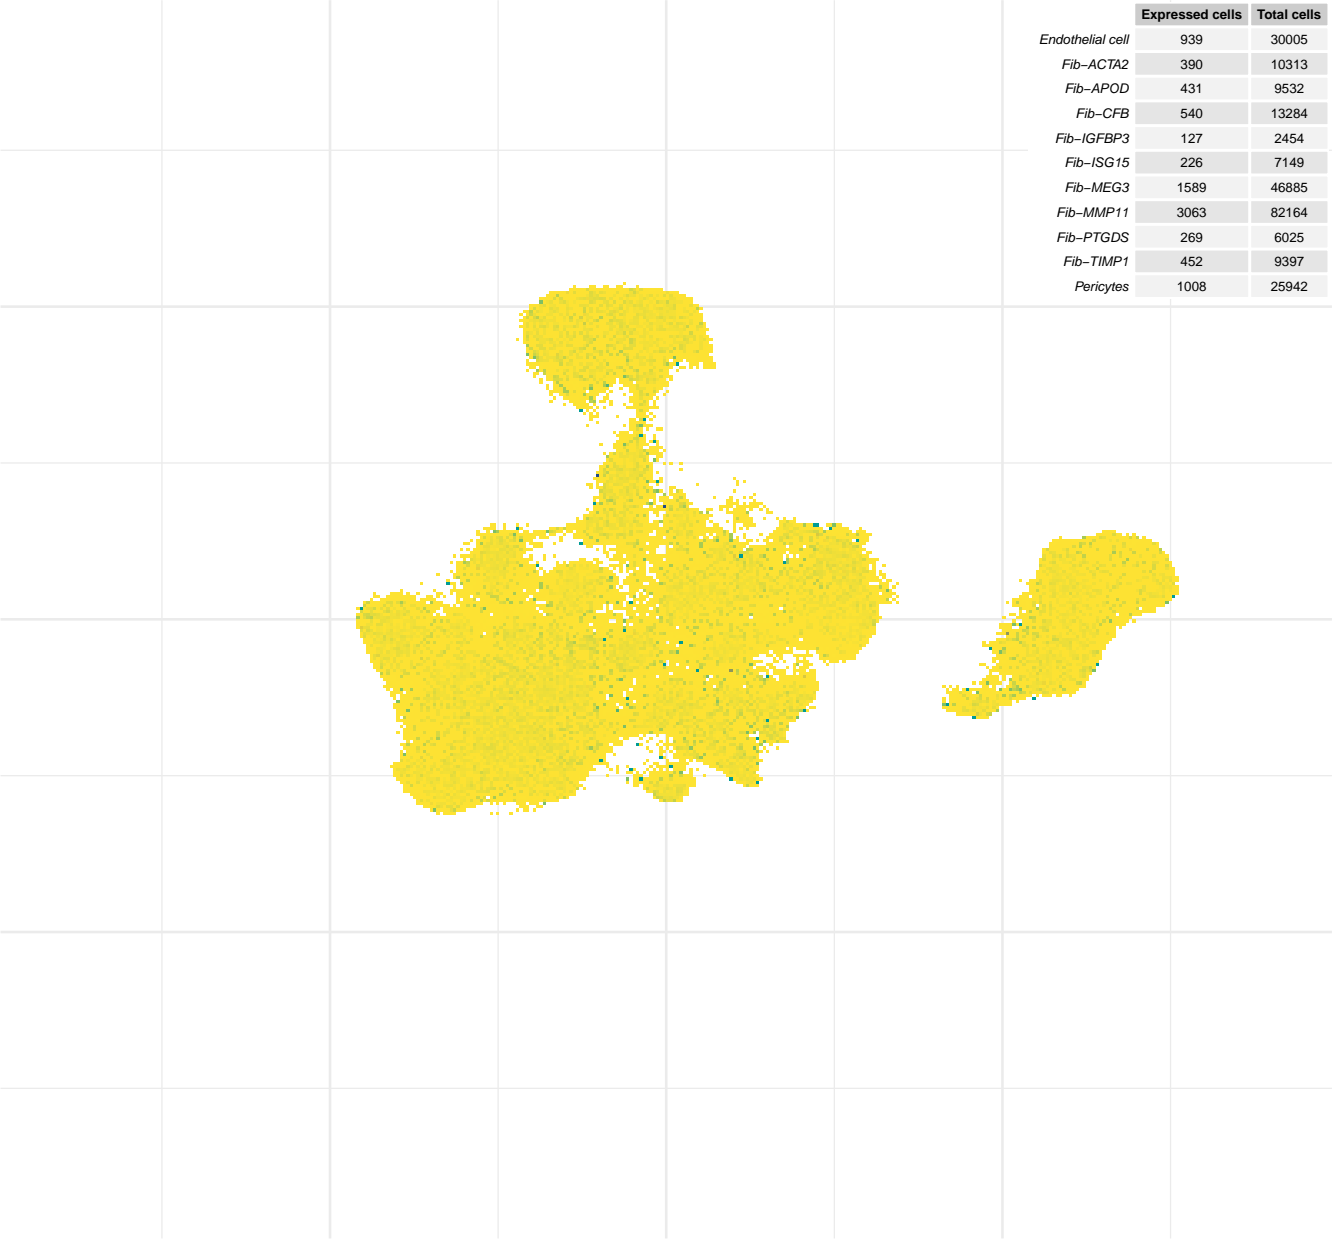 Expressed cells Total cells
Endothelial cell 939 30005
Fib−ACTA2 390 10313
Fib−APOD 431 9532
Fib−CFB 540 13284
Fib−IGFBP3 127 2454
Fib−ISG15 226 7149
Fib−MEG3 1589 46885
Fib−MMP11 3063 82164
Fib−PTGDS 269 6025
Fib−TIMP1 452 9397
Pericytes 1008 25942